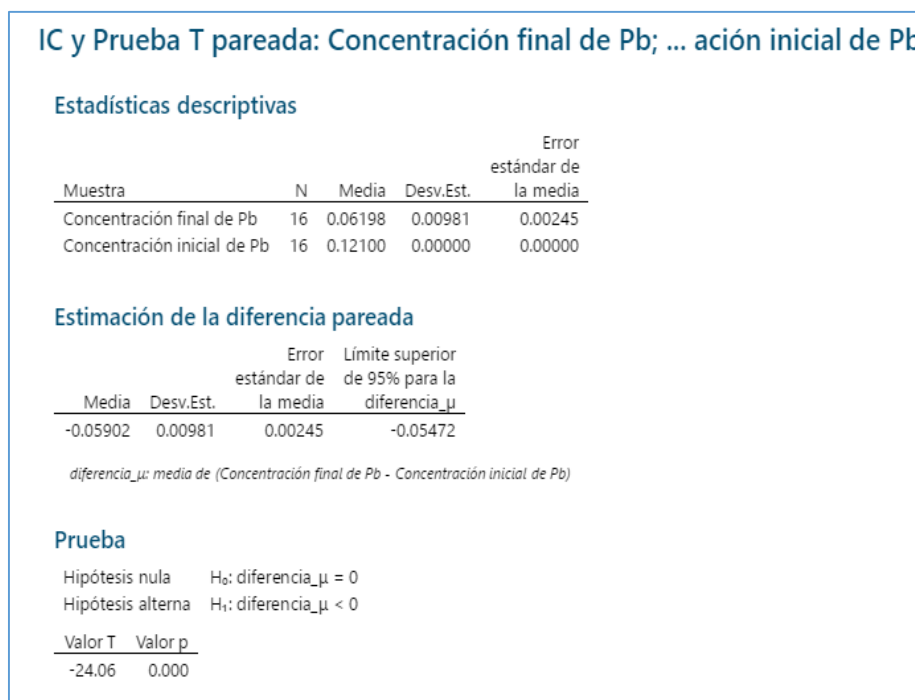 IC y Prueba T pareada: Concentración final de Pb; ... ación inicial de Pb
Estadísticas descriptivas
Error
estándar de
Muestra N Media Desv.Est. la media
Concentración final de Pb 16 0.06198 0.00981 0.00245
Concentración inicial de Pb 16 0.12100 0.00000 0.00000
Estimación de la diferencia pareada
Error Límite superior
estándar de de 95% para la
Media Desv.Est. la media diferencia_μ
-0.05902 0.00981 0.00245 -0.05472
diferencia_μ: media de (Concentración final de Pb - Concentración inicial de Pb)
Prueba
Hipótesis nula H₀: diferencia_μ = 0
Hipótesis alterna H₁: diferencia_μ < 0
Valor T Valor p
-24.06 0.000